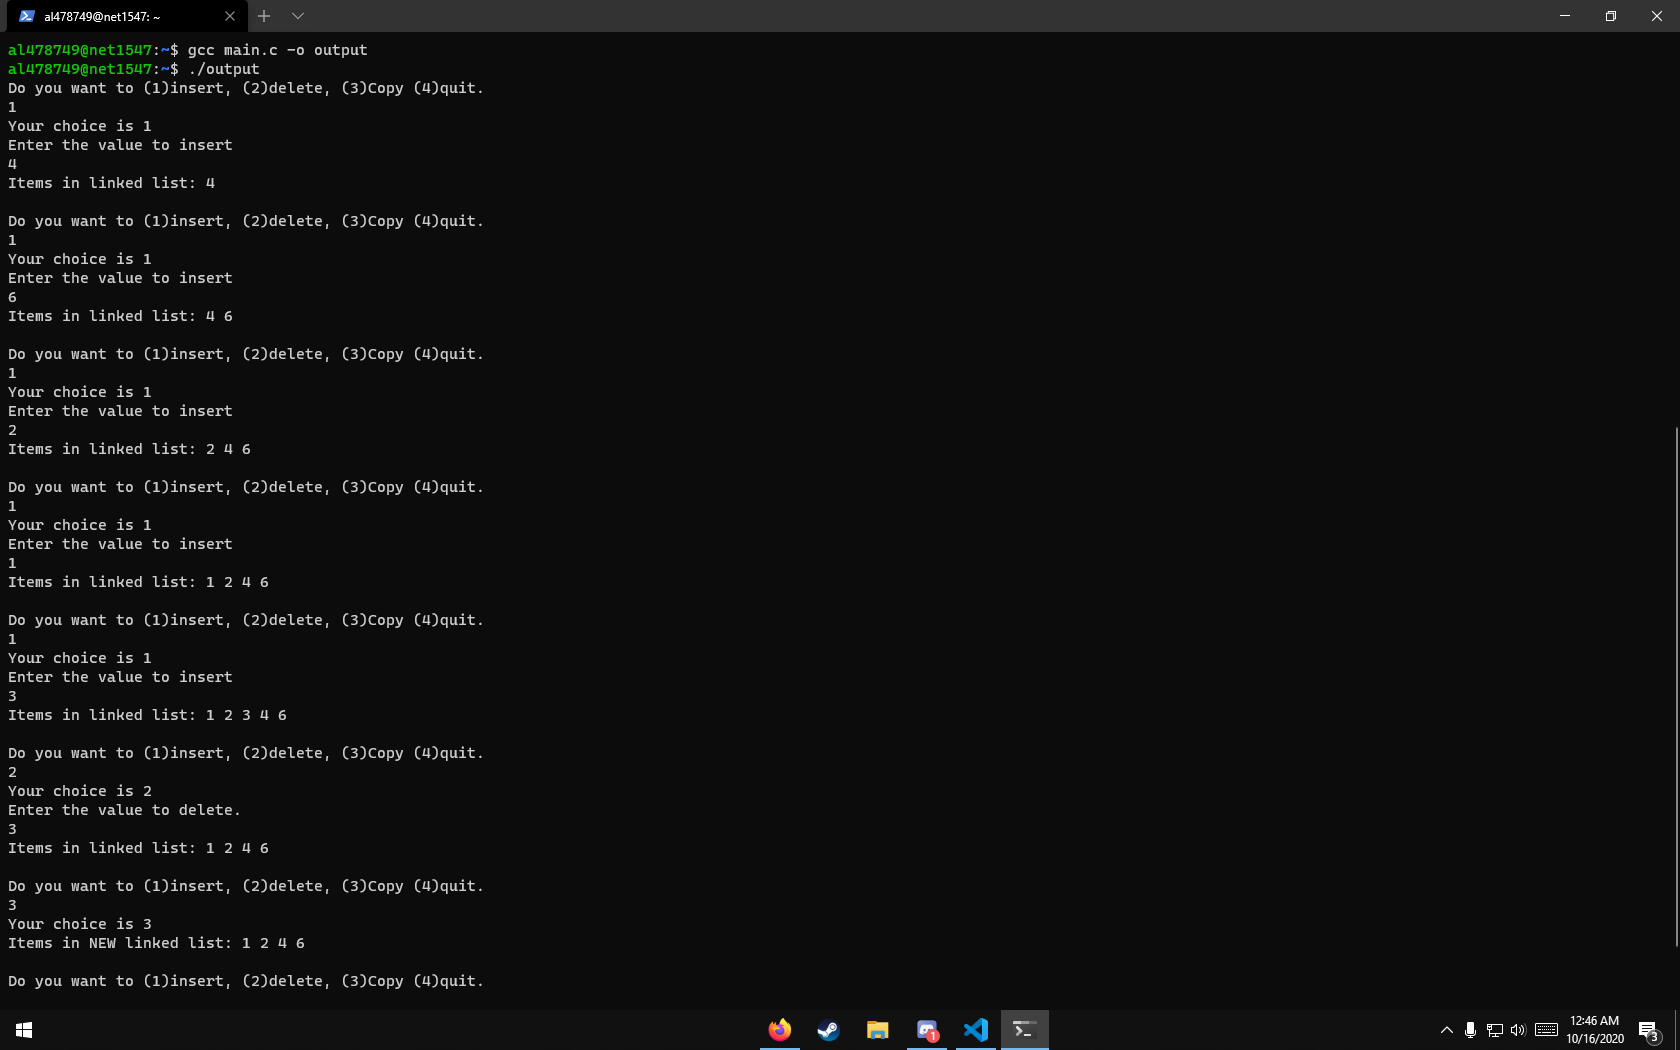 al478749@net1547: ~
al478749@net1547:~$ gcc main.c -o output
al478749@net1547:~$ ./output
Do you want to (1)insert, (2)delete, (3)Copy (4)quit.
1
Your choice is 1
Enter the value to insert
4
Items in linked list: 4
Do you want to (1)insert, (2)delete, (3)Copy (4)quit.
1
Your choice is 1
Enter the value to insert
6
Items in linked list: 4 6
Do you want to (1)insert, (2)delete, (3)Copy (4)quit.
1
Your choice is 1
Enter the value to insert
2
Items in linked list: 2 4 6
Do you want to (1)insert, (2)delete, (3)Copy (4)quit.
1
Your choice is 1
Enter the value to insert
1
Items in linked list: 1 2 4 6
Do you want to (1)insert, (2)delete, (3)Copy (4)quit.
1
Your choice is 1
Enter the value to insert
3
Items in linked list: 1 2 3 4 6
Do you want to (1)insert, (2)delete, (3)Copy (4)quit.
2
Your choice is 2
Enter the value to delete.
3
Items in linked list: 1 2 4 6
Do you want to (1)insert, (2)delete, (3)Copy (4)quit.
3
Your choice is 3
Items in NEW linked list: 1 2 4 6
Do you want to (1)insert, (2)delete, (3)Copy (4)quit.
1
12:46 AM
10/16/2020
3